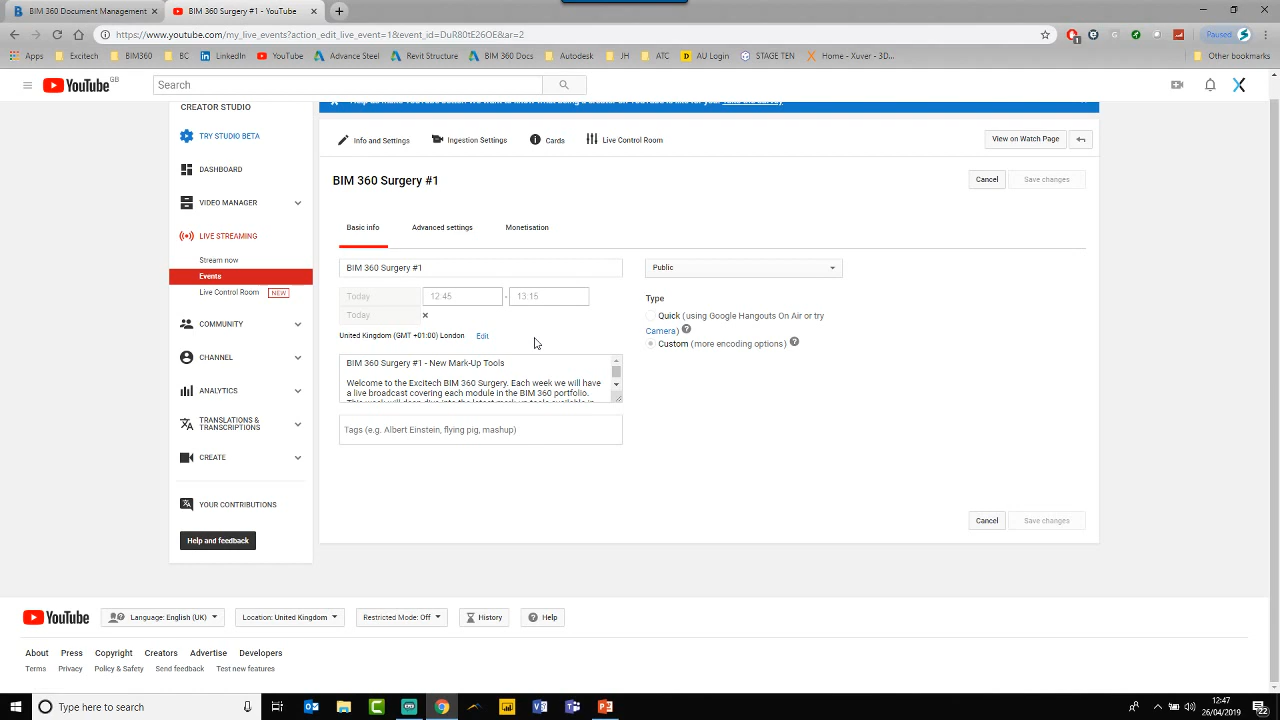 BIM 360 Document Management
BIM 360 Surgery #1 - YouTube
https://www.youtube.com/my_live_events?action_edit_live_event=1&event_id=DuR80tE26OE&ar=2
Paused
Apps
Excitech
BIM360
BC
LinkedIn
YouTube
Advance Steel
Revit Structure
BIM 360 Docs
Autodesk
JH
ATC
AU Login
STAGE TEN
Home - Xuver - 3D...
Other bookmarks
YouTube GB
Search
CREATOR STUDIO
TRY STUDIO BETA
DASHBOARD
VIDEO MANAGER
LIVE STREAMING
Stream now
Events
Live Control Room NEW
COMMUNITY
CHANNEL
ANALYTICS
TRANSLATIONS &
TRANSCRIPTIONS
CREATE
YOUR CONTRIBUTIONS
Help and feedback
Info and Settings
Ingestion Settings
Cards
Live Control Room
View on Watch Page
BIM 360 Surgery #1
Cancel
Save changes
Basic info
Advanced settings
Monetisation
BIM 360 Surgery #1
Today 12.45 - 13:15
Today
United Kingdom (GMT +01:00) London Edit
BIM 360 Surgery #1 - New Mark-Up Tools
Welcome to the Excitech BIM 360 Surgery. Each week we will have
a live broadcast covering each module in the BIM 360 portfolio.
Tags (e.g. Albert Einstein, flying pig, mashup)
Public
Type
Quick (using Google Hangouts On Air or try
Camera)
Custom (more encoding options)
Cancel
Save changes
YouTube
Language: English (UK)
Location: United Kingdom
Restricted Mode: Off
History
Help
About Press Copyright Creators Advertise Developers
Terms Privacy Policy & Safety Send feedback Test new features
Type here to search
12:47
26/04/2019